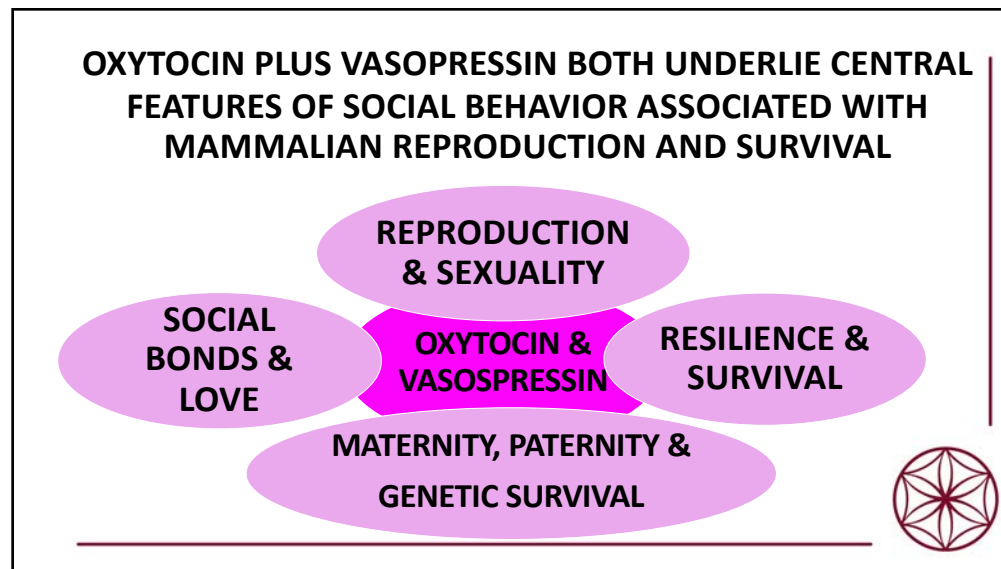 OXYTOCIN PLUS VASOPRESSIN BOTH UNDERLIE CENTRAL
FEATURES OF SOCIAL BEHAVIOR ASSOCIATED WITH
MAMMALIAN REPRODUCTION AND SURVIVAL
REPRODUCTION
& SEXUALITY
SOCIAL
BONDS &
LOVE
OXYTOCIN &
VASOSPRESSIN
RESILIENCE &
SURVIVAL
MATERNITY, PATERNITY &
GENETIC SURVIVAL